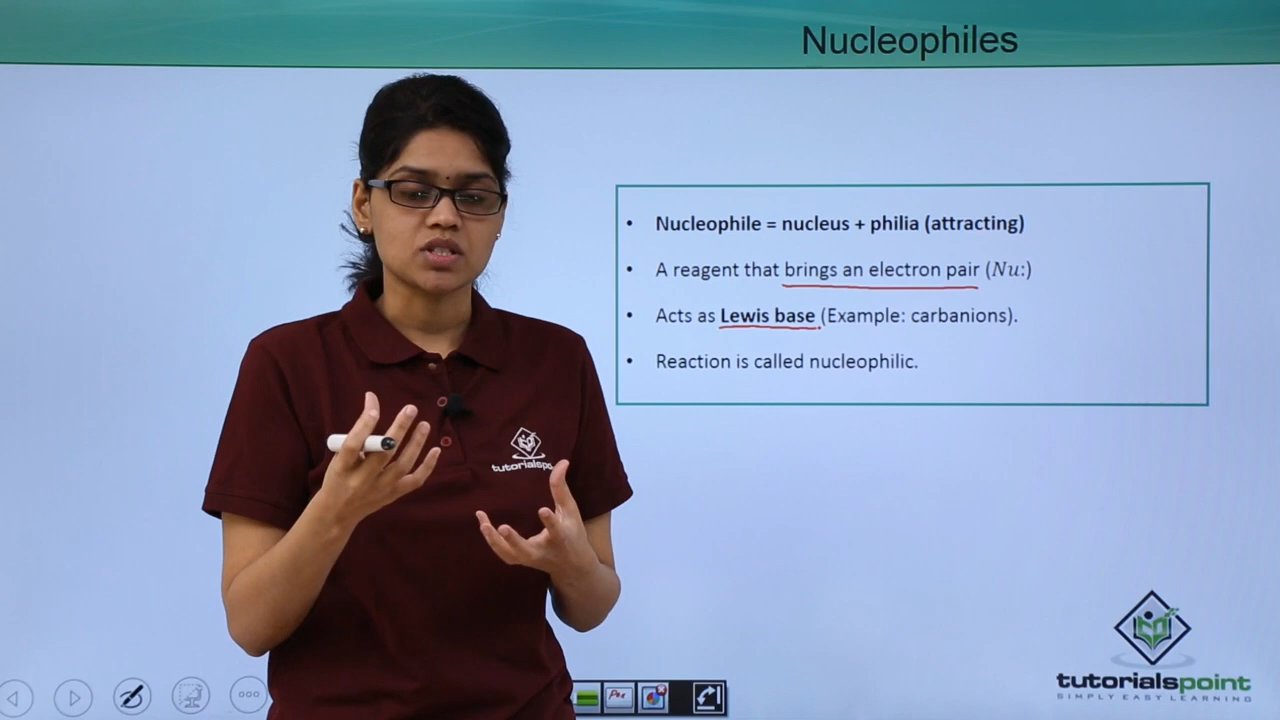 Nucleophiles
• Nucleophile = nucleus + philia (attracting)
• A reagent that brings an electron pair (Nu:)
• Acts as Lewis base (Example: carbanions).
• Reaction is called nucleophilic.
tutorialspo
tutorialspoint
SIMPLY EASY LEARNING